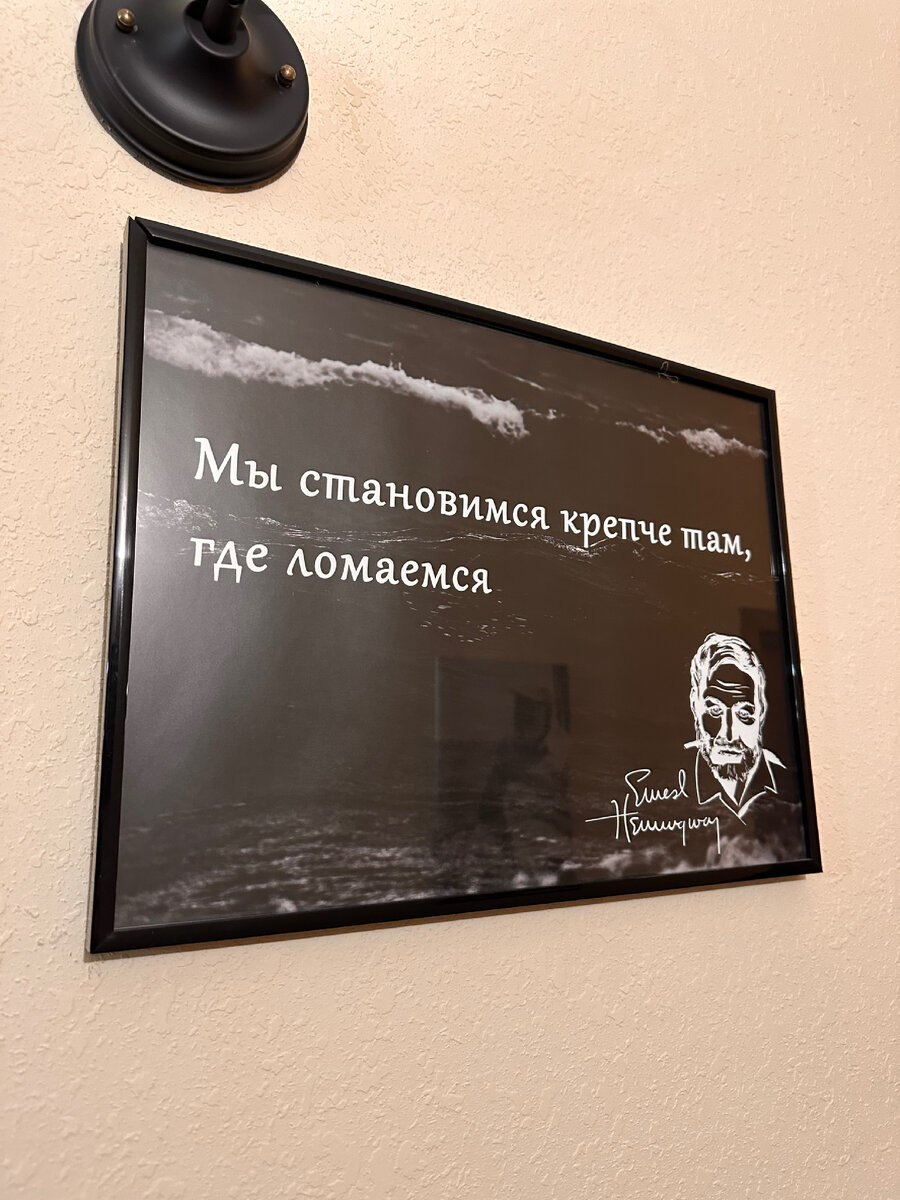 Мы становимся крепче там,
где ломаемся
Ernest
Hemingway